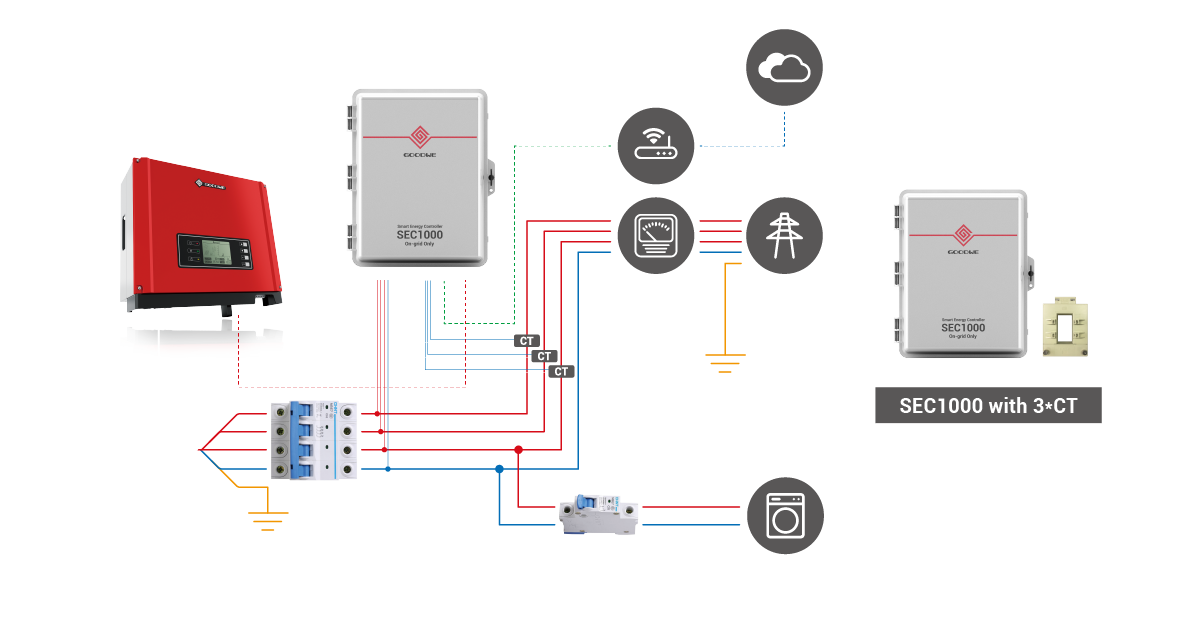 GOODWE
GOODWE
Smart Energy Controller
SEC1000
On-grid Only
CT
CT
CT
GOODWE
Smart Energy Controller
SEC1000
On-grid Only
SEC1000 with 3*CT